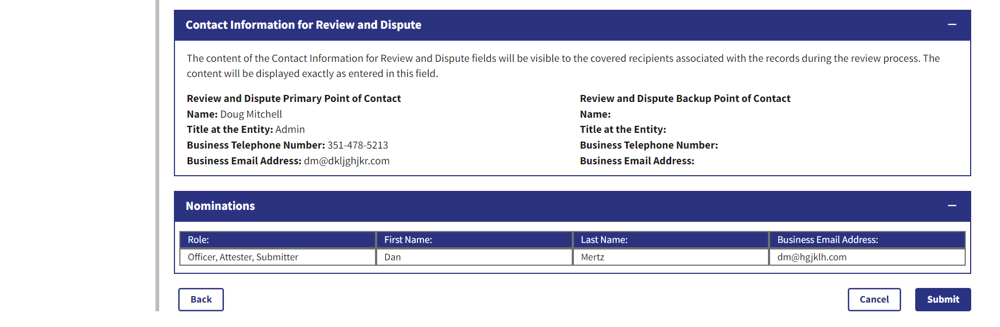 Contact Information for Review and Dispute
The content of the Contact Information for Review and Dispute fields will be visible to the covered recipients associated with the records during the review process. The
content will be displayed exactly as entered in this field.
Review and Dispute Primary Point of Contact
Name: Doug Mitchell
Title at the Entity: Admin
Business Telephone Number: 351-478-5213
Business Email Address: dm@dkljghjkr.com
Review and Dispute Backup Point of Contact
Name:
Title at the Entity:
Business Telephone Number:
Business Email Address:
Nominations
Role: First Name: Last Name: Business Email Address:
Officer, Attester, Submitter Dan Mertz dm@hgjklh.com
Back Cancel Submit